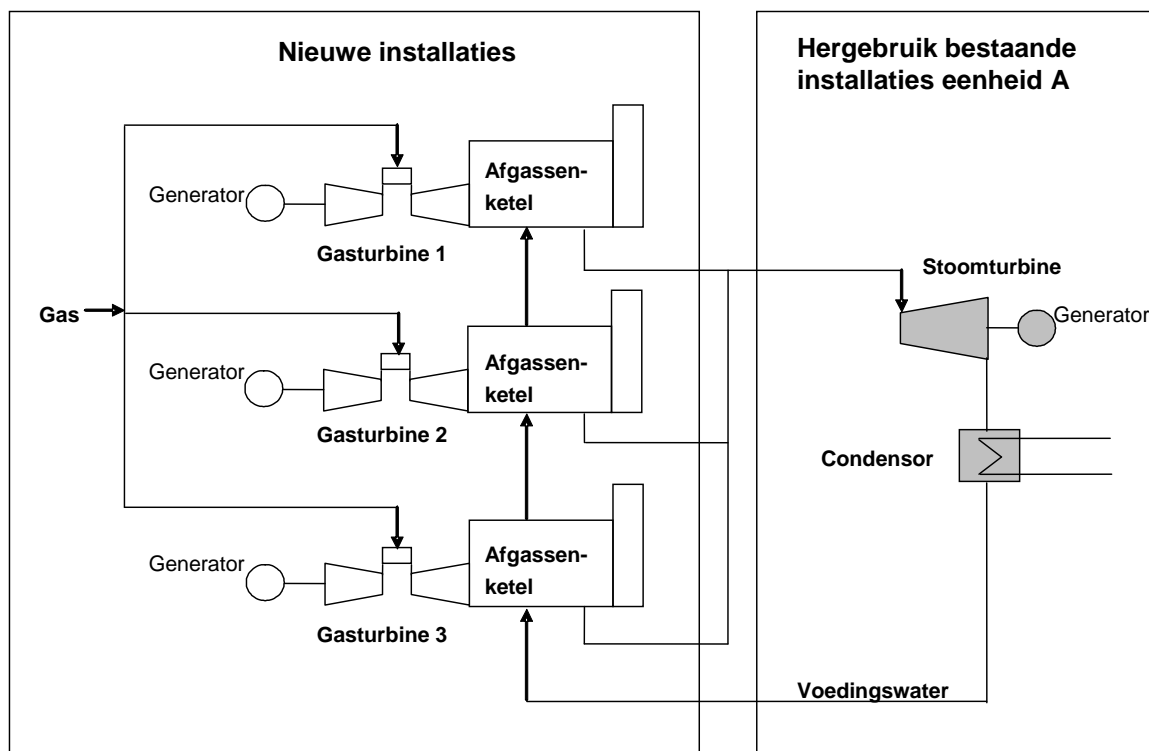 Nieuwe installaties
Hergebruik bestaande
installaties eenheid A
Afgassen-
ketel
Generator
Gasturbine 1
Stoomturbine
Generator
Gas
Afgassen-
ketel
Generator
Gasturbine 2
Condensor
Afgassen-
ketel
Generator
Gasturbine 3
Voedingswater